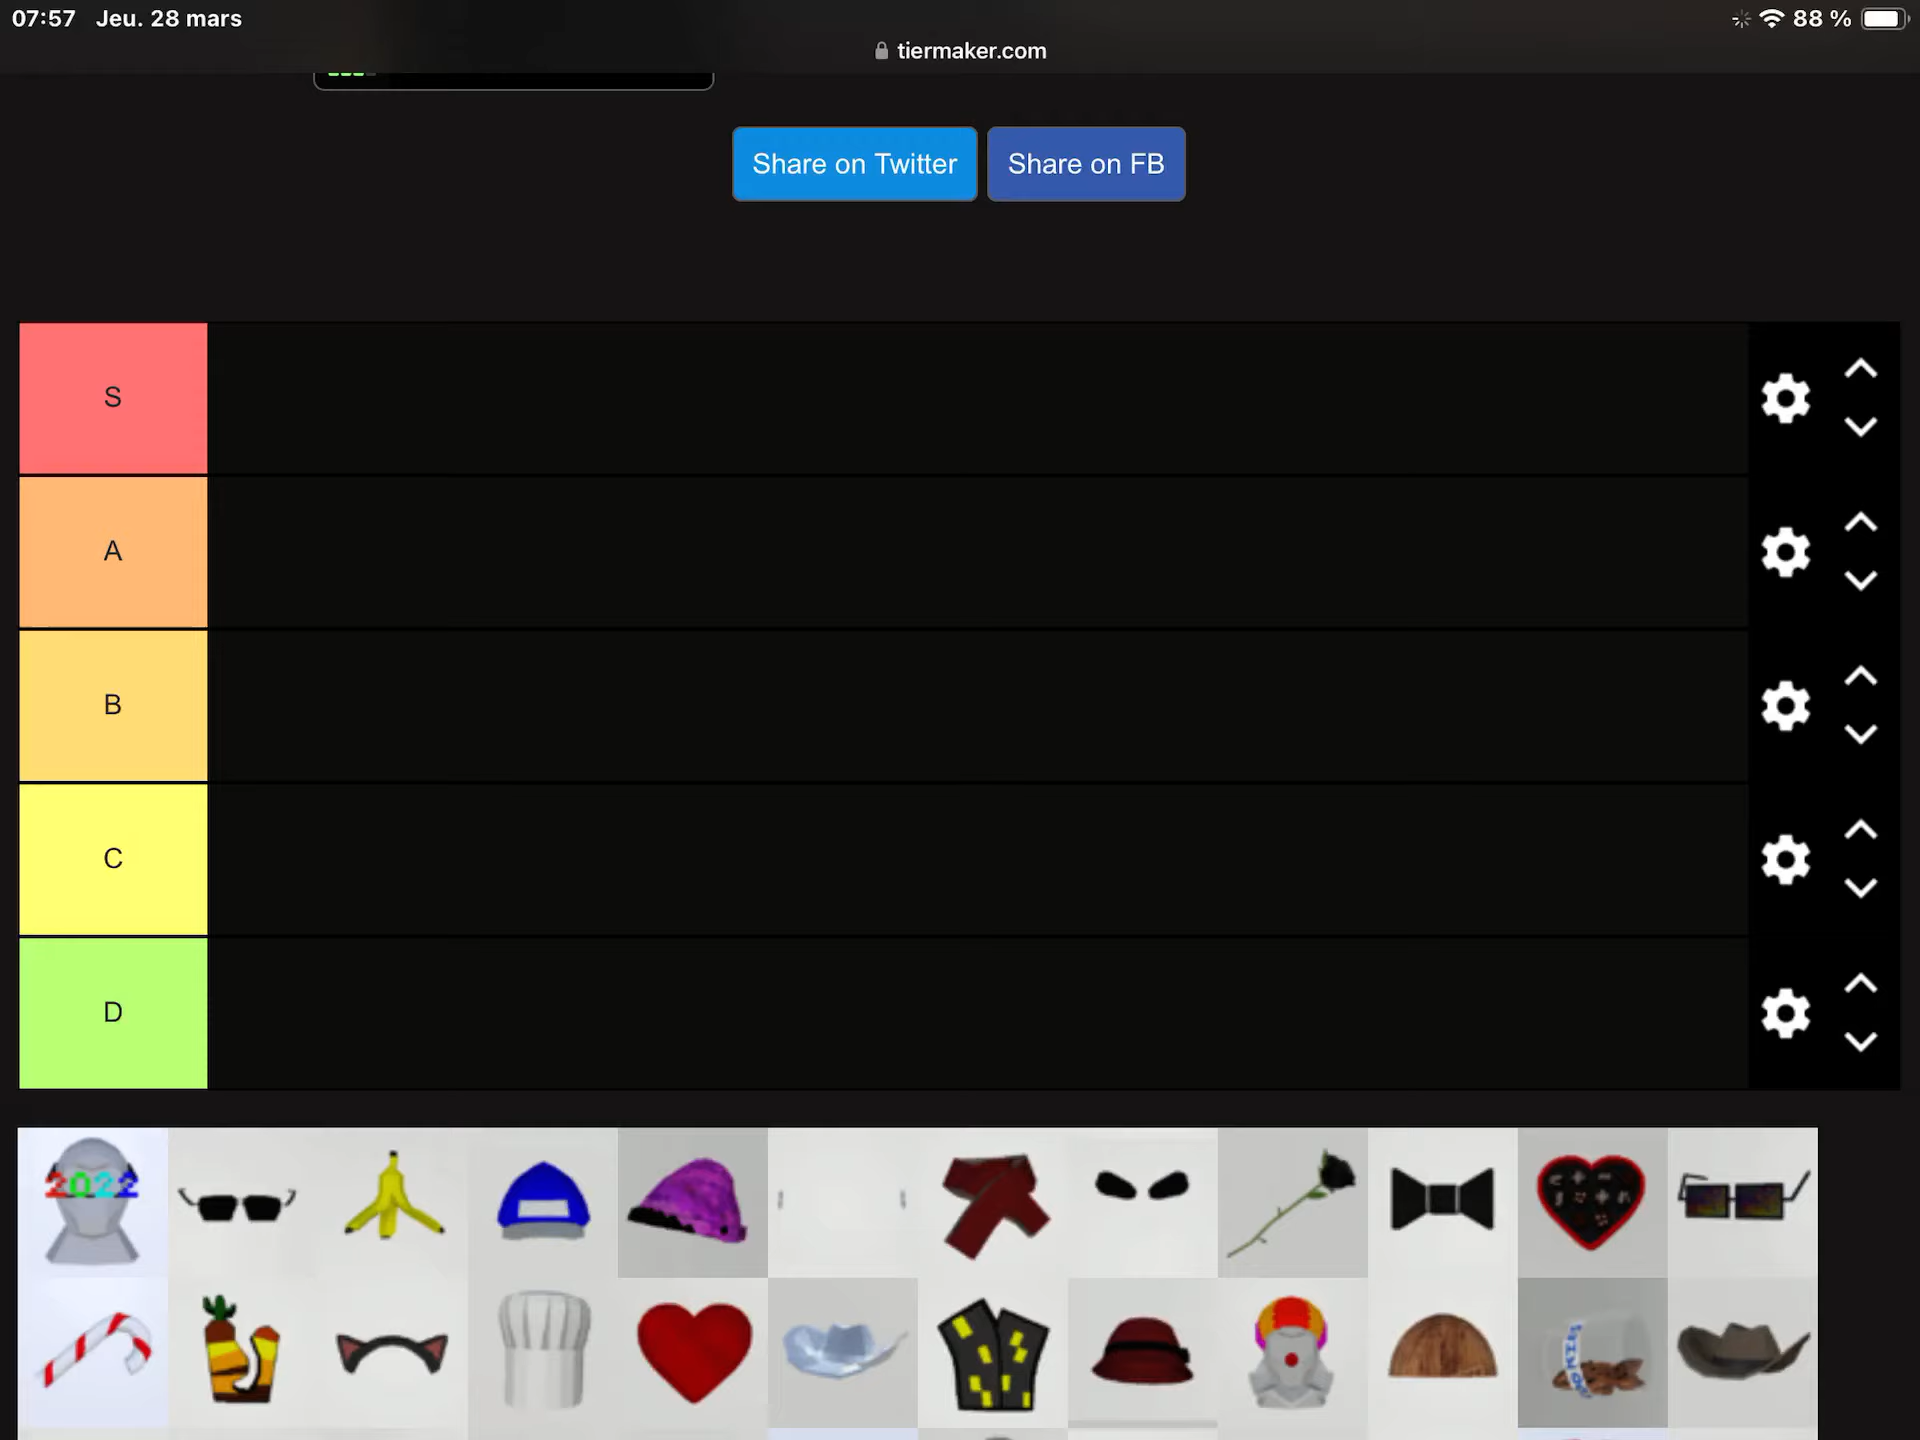 07:57 Jeu. 28 mars 88 %
tiermaker.com
Share on Twitter Share on FB
S
A
B
C
D
2022